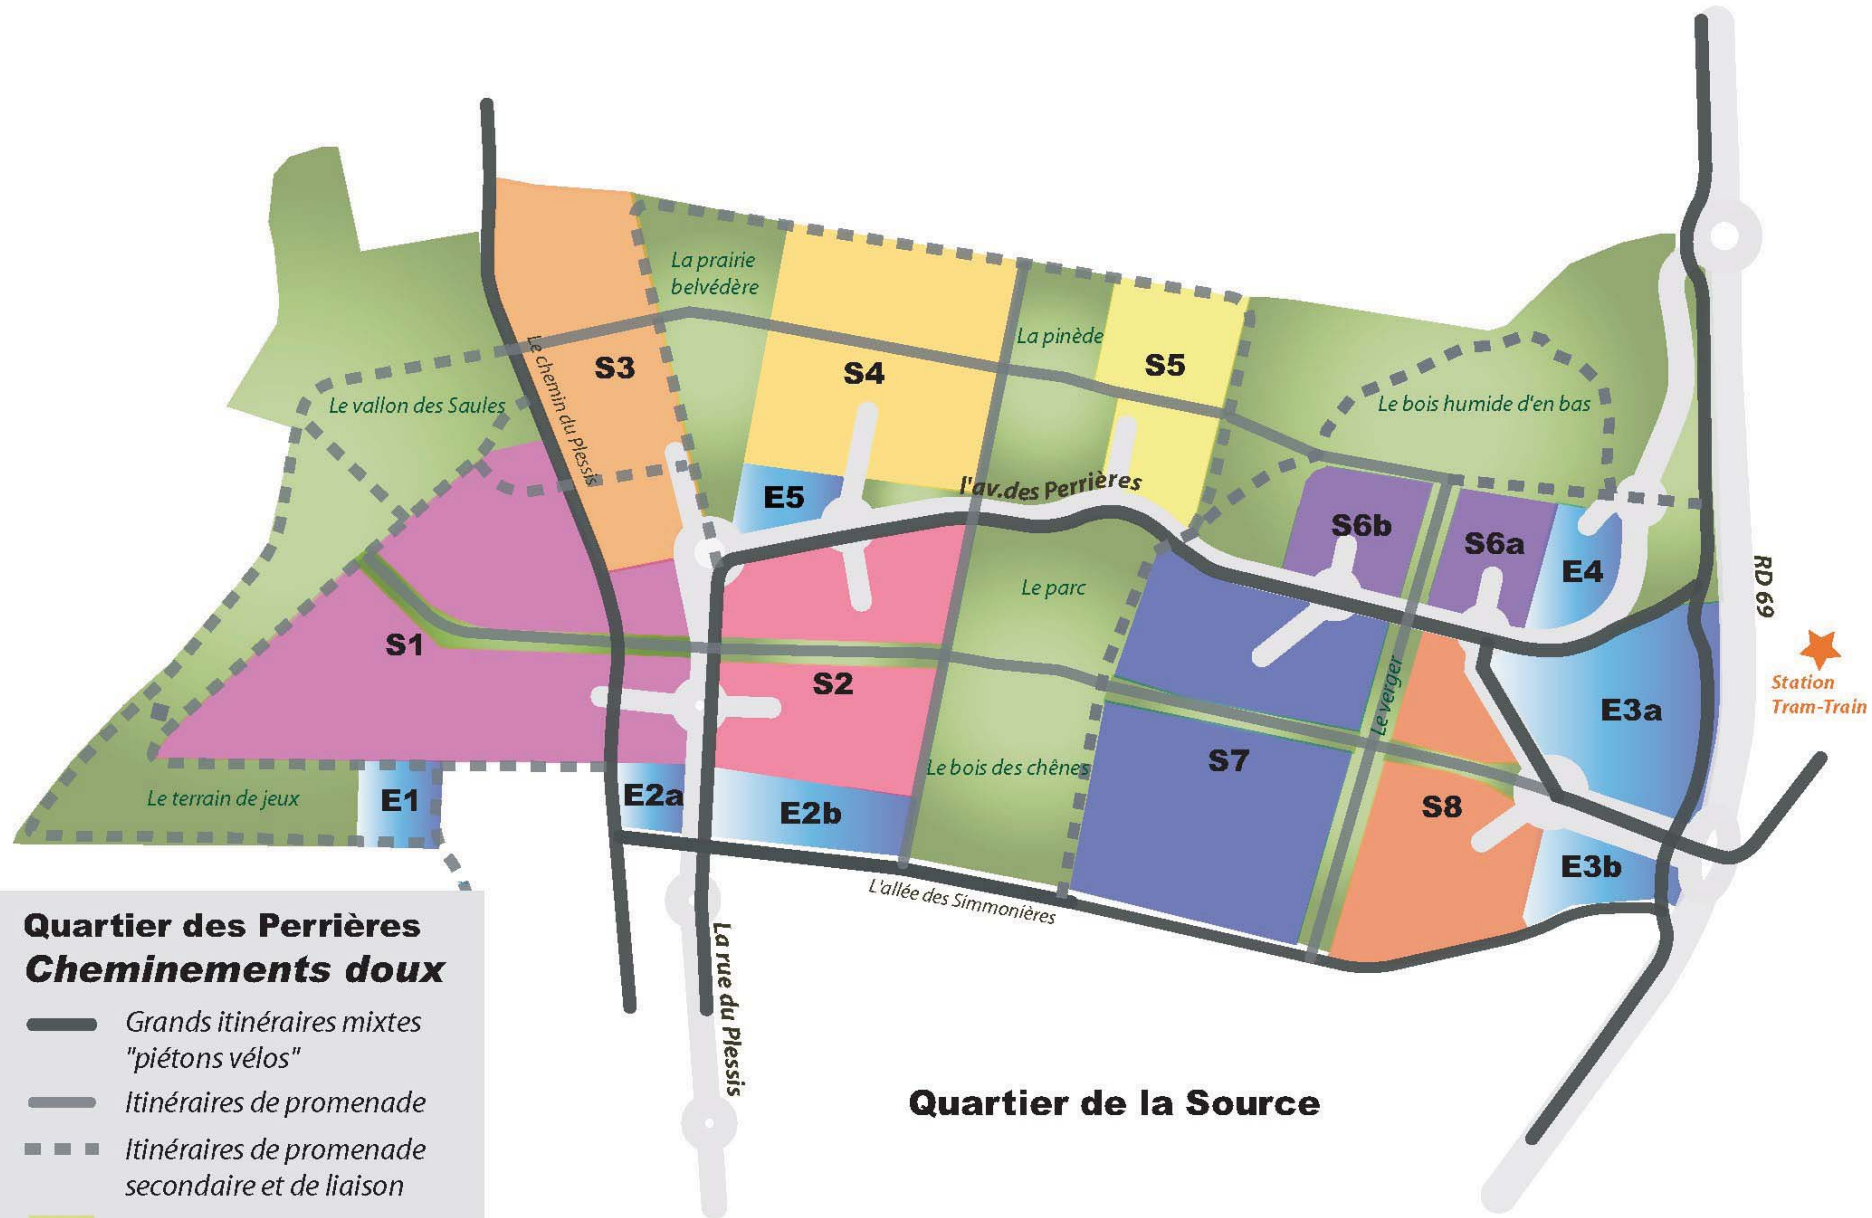 La prairie
belvédère
La pinède
S3
S4
S5
Le chemin du Plessis
Le vallon des Saules
Le bois humide d'en bas
E5
l'av.des Perrières
S6b
S6a
E4
RD 69
Le parc
S1
S2
Le verger
E3a
Station
Tram-Train
Le terrain de jeux
E1
E2a
E2b
Le bois des chênes
S7
S8
E3b
L'allée des Simmonières
La rue du Plessis
Quartier des Perrières
Cheminements doux
Grands itinéraires mixtes
"piétons vélos"
Itinéraires de promenade
Itinéraires de promenade
secondaire et de liaison
Quartier de la Source